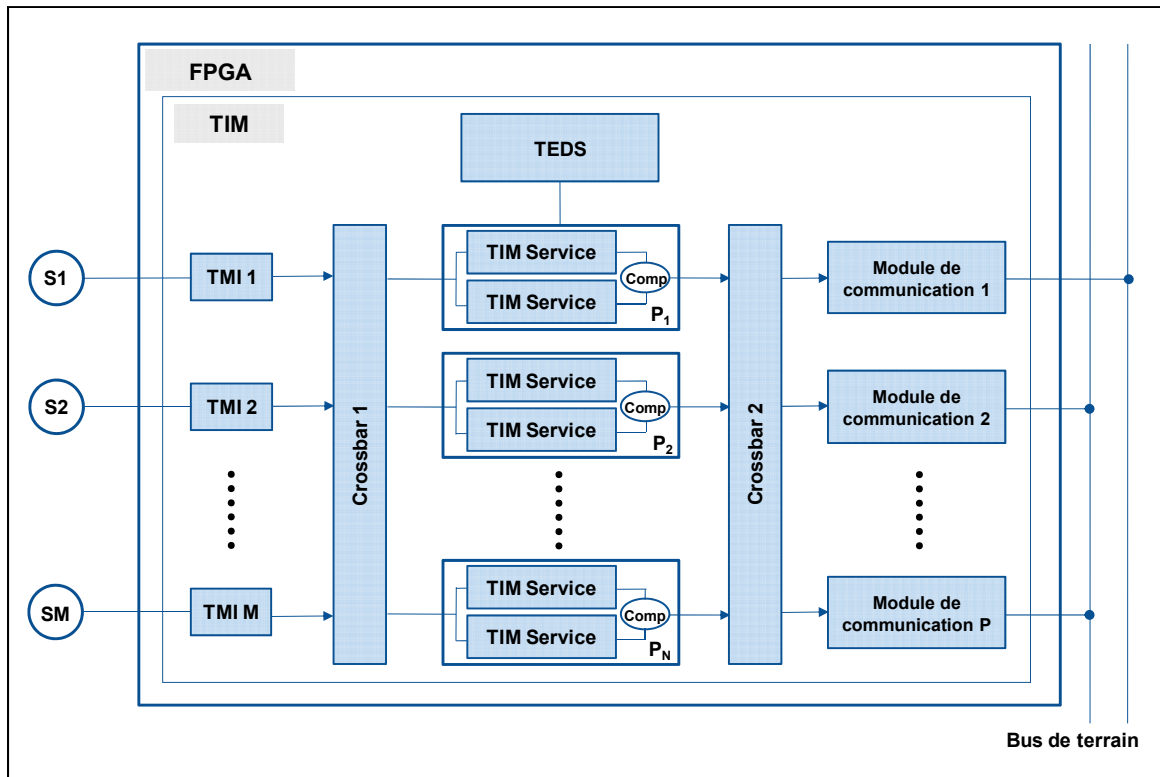 FPGA
TIM
TEDS
S1
TMI 1
Crossbar 1
TIM Service
TIM Service
Comp
P1
Crossbar 2
Module de
communication 1
S2
TMI 2
TIM Service
TIM Service
Comp
P2
Module de
communication 2
SM
TMI M
TIM Service
TIM Service
Comp
PN
Module de
communication P
Bus de terrain